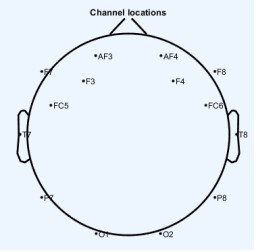 Channel locations
AF3 AF4
F7 F8
F3 F4
FC5 FC6
T7 T8
P7 P8
O1 O2